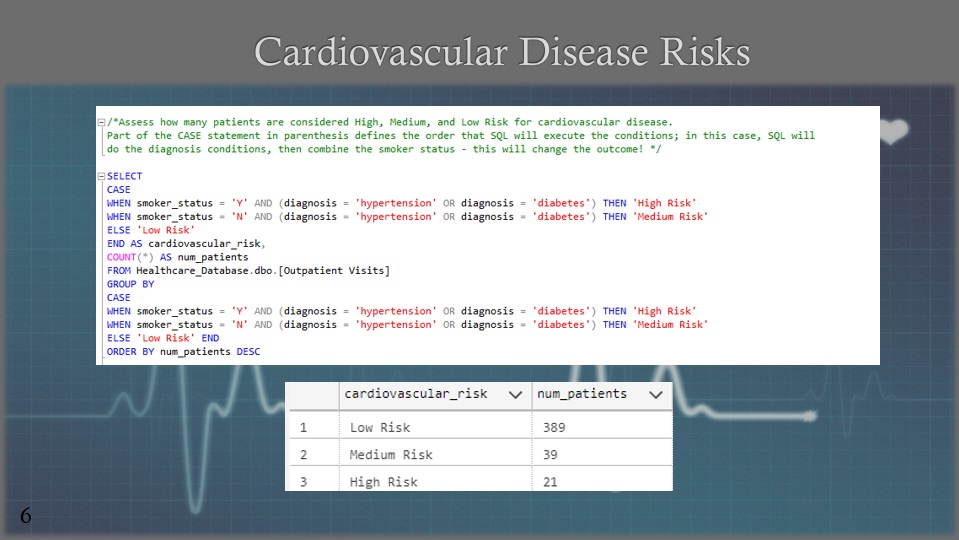 Cardiovascular Disease Risks
/*Assess how many patients are considered High, Medium, and Low Risk for cardiovascular disease.
Part of the CASE statement in parenthesis defines the order that SQL will execute the conditions; in this case, SQL will
do the diagnosis conditions, then combine the smoker status - this will change the outcome! */
SELECT
CASE
WHEN smoker_status = 'Y' AND (diagnosis = 'hypertension' OR diagnosis = 'diabetes') THEN 'High Risk'
WHEN smoker_status = 'N' AND (diagnosis = 'hypertension' OR diagnosis = 'diabetes') THEN 'Medium Risk'
ELSE 'Low Risk'
END AS cardiovascular_risk,
COUNT(*) AS num_patients
FROM Healthcare_Database.dbo.[Outpatient Visits]
GROUP BY
CASE
WHEN smoker_status = 'Y' AND (diagnosis = 'hypertension' OR diagnosis = 'diabetes') THEN 'High Risk'
WHEN smoker_status = 'N' AND (diagnosis = 'hypertension' OR diagnosis = 'diabetes') THEN 'Medium Risk'
ELSE 'Low Risk' END
ORDER BY num_patients DESC
cardiovascular_risk num_patients
1 Low Risk 389
2 Medium Risk 39
3 High Risk 21
6